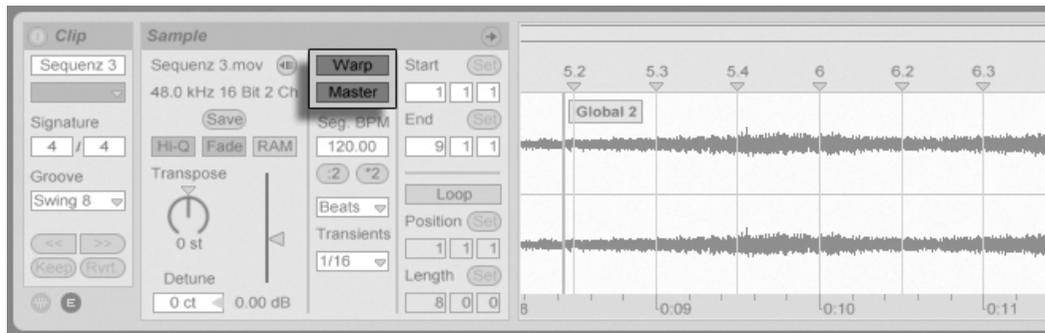 Clip
Sequenz 3
Signature
4 / 4
Groove
Swing 8
<< >>
Keep Rvrt.
E
Sample
Sequenz 3.mov
48.0 kHz 16 Bit 2 Ch
Save
Hi-Q Fade RAM
Transpose
0 st
Detune
0 ct 0.00 dB
Warp
Master
Seg. BPM
120.00
:2 *2
Beats
Transients
1/16
Start Set
1 1 1
End Set
9 1 1
Loop
Position Set
1 1 1
Length Set
8 0 0
5.2 5.3 5.4 6 6.2 6.3
Global 2
8 0:09 0:10 0:11